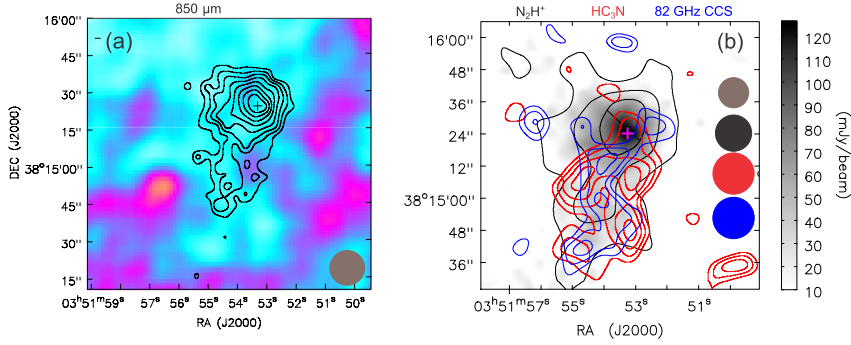 850 μm
(a)
16'00"
45"
30"
15"
38°15'00"
45"
30"
15"
DEC (J2000)
03ʰ51ᵐ59ˢ 57ˢ 56ˢ 55ˢ 54ˢ 53ˢ 52ˢ 51ˢ 50ˢ
RA (J2000)
N₂H⁺ HC₃N 82 GHz CCS
(b)
16'00"
48"
36"
24"
12"
38°15'00"
48"
36"
03ʰ51ᵐ57ˢ 55ˢ 53ˢ 51ˢ
RA (J2000)
120
110
100
90
80
70
60
50
40
30
20
10
(mJy/beam)